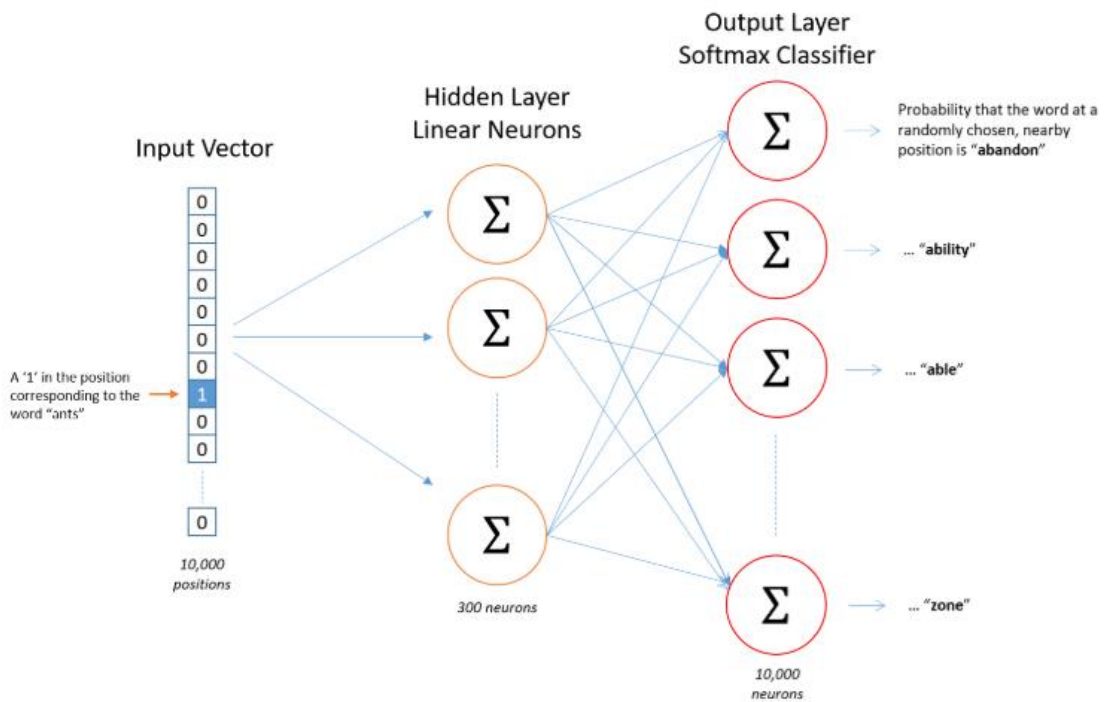 Output Layer
Softmax Classifier
Hidden Layer
Linear Neurons
Input Vector
0
0
0
0
0
0
0
1
0
0
0
A ‘1’ in the position
corresponding to the
word “ants”
10,000
positions
Σ
Σ
Σ
300 neurons
Σ
Σ
Σ
Σ
10,000
neurons
Probability that the word at a
randomly chosen, nearby
position is “abandon”
... “ability”
... “able”
... “zone”